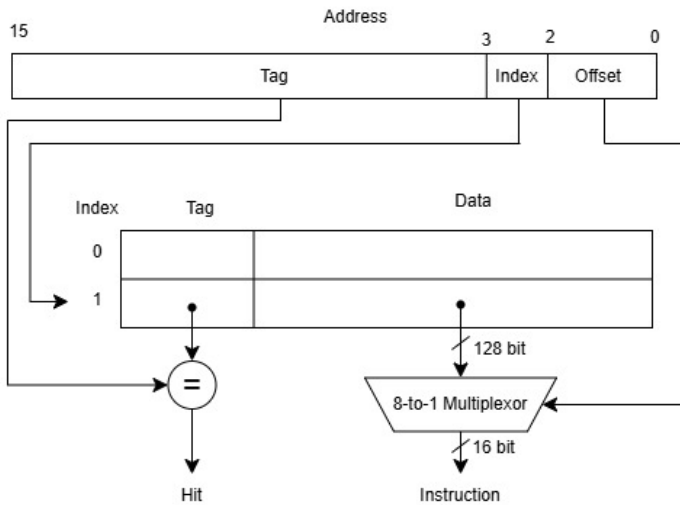 Address
15 3 2 0
Tag Index Offset
Index Tag Data
0
1
128 bit
= 8-to-1 Multiplexor
16 bit
Hit Instruction